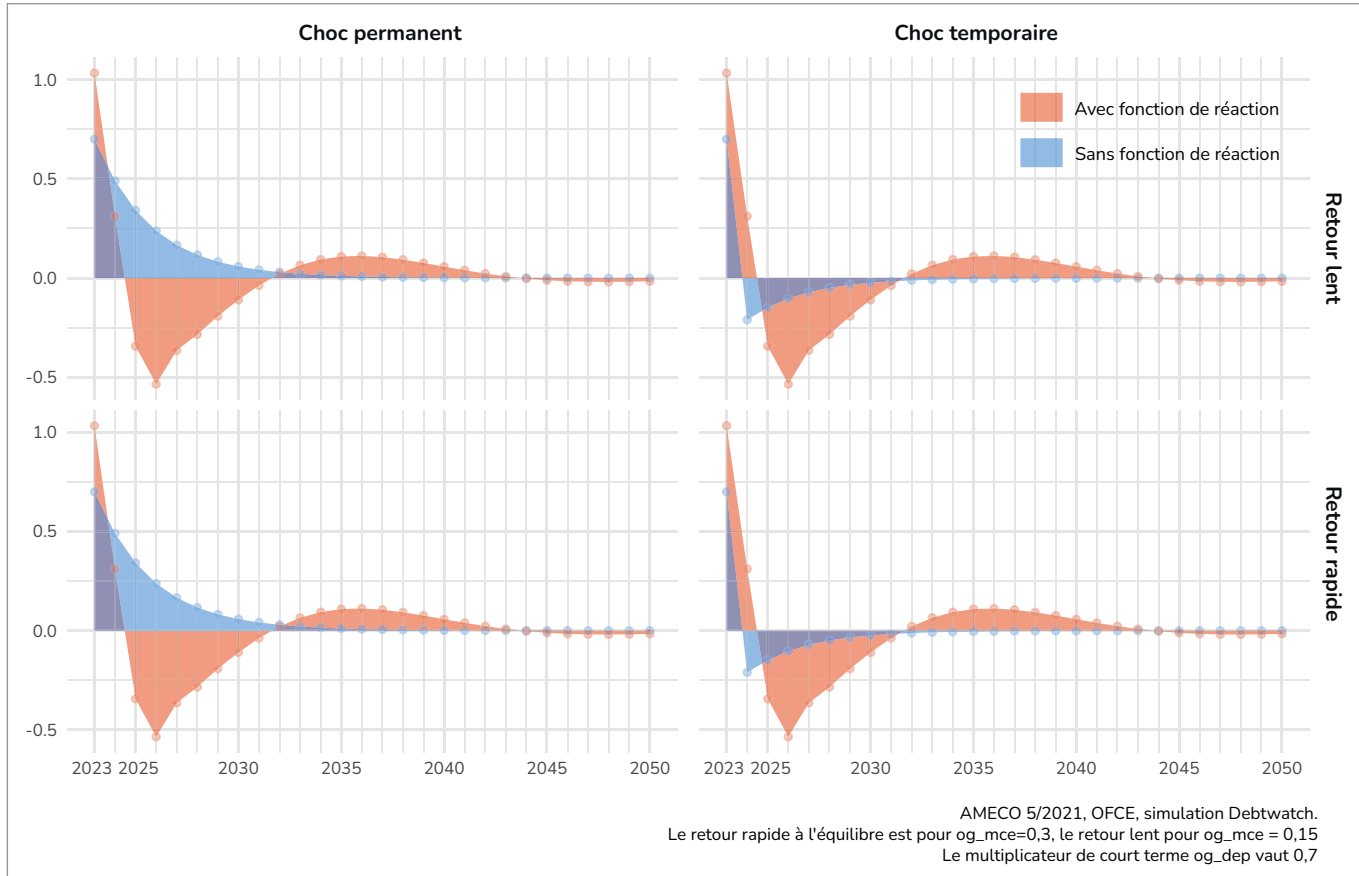 Choc permanent
Choc temporaire
1.0
0.5
0.0
-0.5
Avec fonction de réaction
Sans fonction de réaction
Retour lent
1.0
0.5
0.0
-0.5
Retour rapide
2023 2025 2030 2035 2040 2045 2050
2023 2025 2030 2035 2040 2045 2050
AMECO 5/2021, OFCE, simulation Debtwatch.
Le retour rapide à l'équilibre est pour og_mce=0,3, le retour lent pour og_mce = 0,15
Le multiplicateur de court terme og_dep vaut 0,7